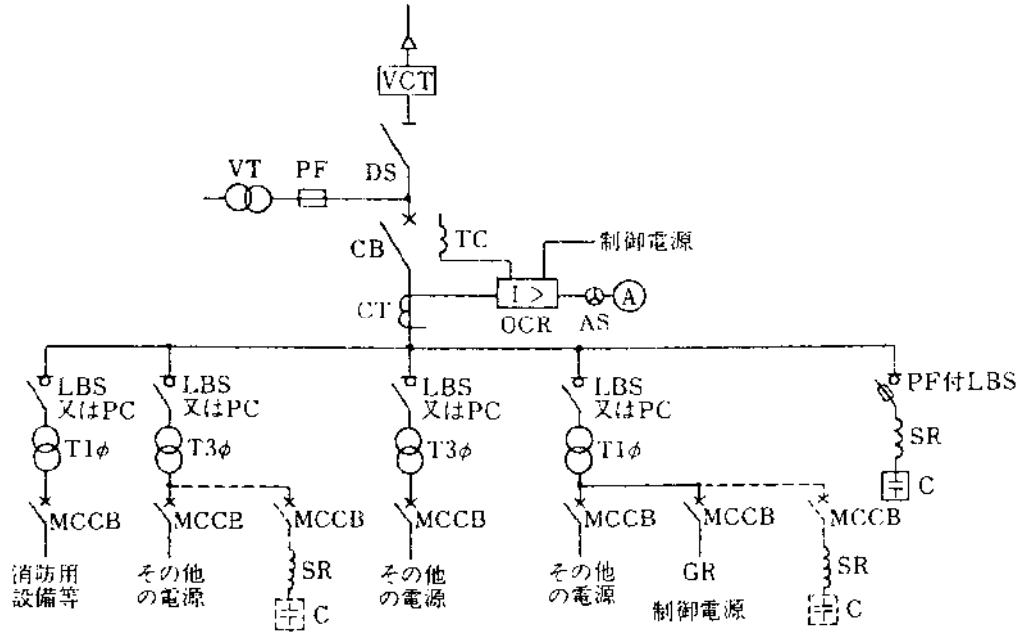 VCT
DS
VT
PF
CB
TC
制御電源
I >
A
CT
OCR
AS
LBS
又はPC
LBS
又はPC
LBS
又はPC
LBS
又はPC
PF付LBS
T1φ
T3φ
T3φ
T1φ
SR
C
MCCB
MCCB
MCCB
MCCB
MCCB
MCCB
MCCB
消防用
設備等
その他
の電源
SR
C
その他
の電源
その他
の電源
GR
制御電源
SR
C